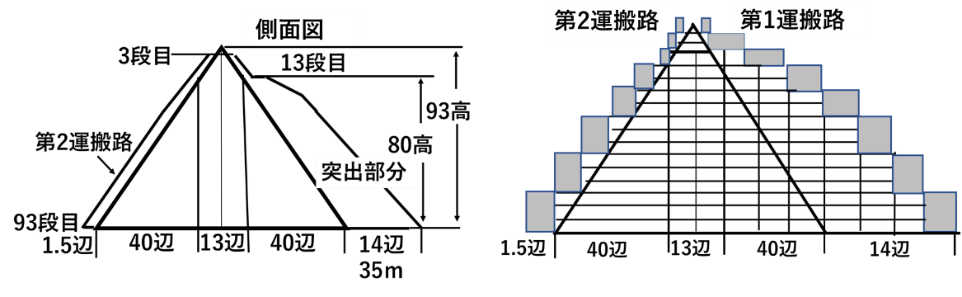 側面図
3段目
13段目
93高
80高
第2運搬路
突出部分
93段目
1.5辺
40辺
13辺
40辺
14辺
35m
第2運搬路
第1運搬路
1.5辺
40辺
13辺
40辺
14辺